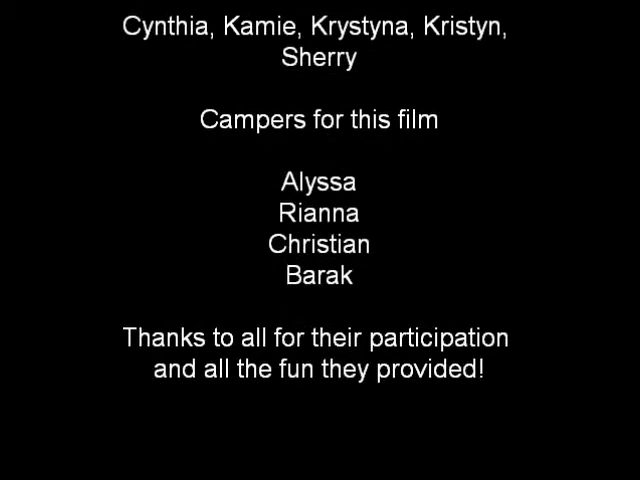 Cynthia, Kamie, Krystyna, Kristyn,
Sherry
Campers for this film
Alyssa
Rianna
Christian
Barak
Thanks to all for their participation
and all the fun they provided!